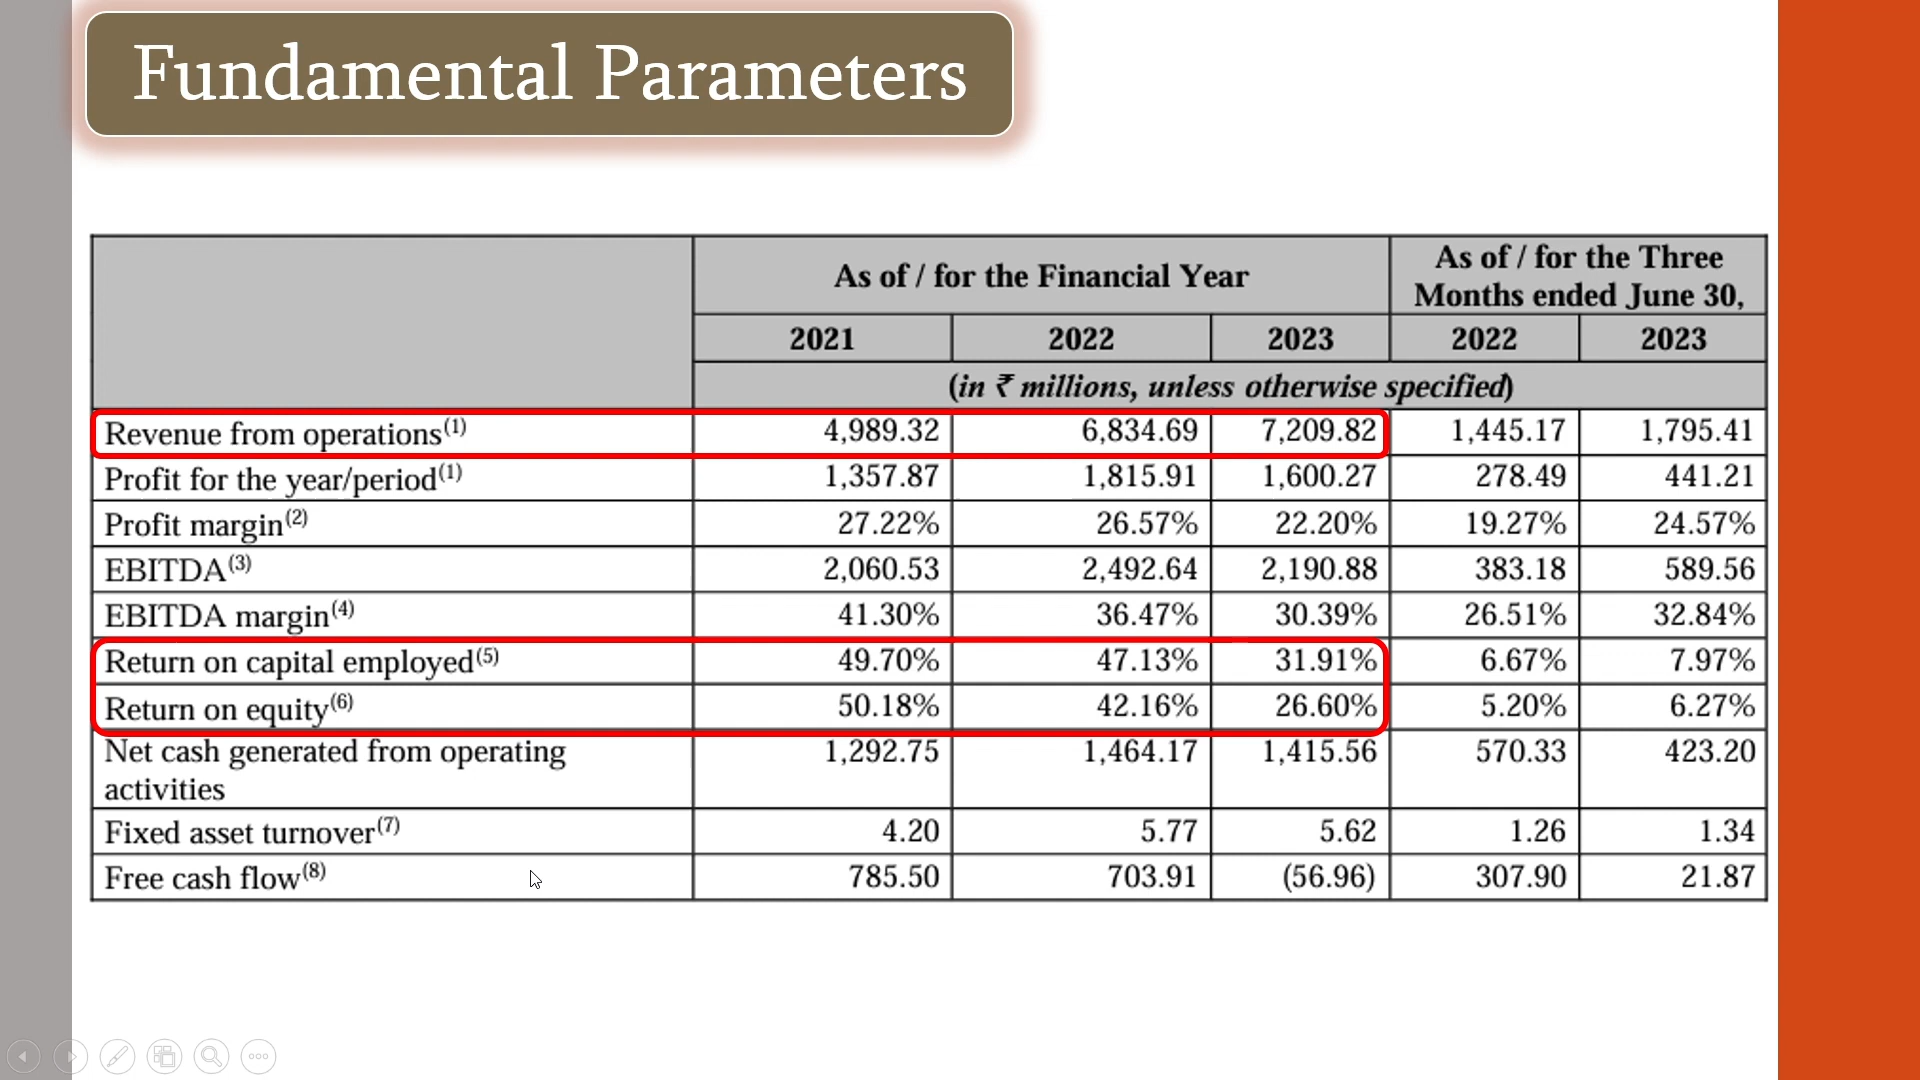 Fundamental Parameters
As of / for the Financial Year
As of / for the Three
Months ended June 30,
2021 2022 2023 2022 2023
(in ₹ millions, unless otherwise specified)
Revenue from operations(1) 4,989.32 6,834.69 7,209.82 1,445.17 1,795.41
Profit for the year/period(1) 1,357.87 1,815.91 1,600.27 278.49 441.21
Profit margin(2) 27.22% 26.57% 22.20% 19.27% 24.57%
EBITDA(3) 2,060.53 2,492.64 2,190.88 383.18 589.56
EBITDA margin(4) 41.30% 36.47% 30.39% 26.51% 32.84%
Return on capital employed(5) 49.70% 47.13% 31.91% 6.67% 7.97%
Return on equity(6) 50.18% 42.16% 26.60% 5.20% 6.27%
Net cash generated from operating 1,292.75 1,464.17 1,415.56 570.33 423.20
activities
Fixed asset turnover(7) 4.20 5.77 5.62 1.26 1.34
Free cash flow(8) 785.50 703.91 (56.96) 307.90 21.87